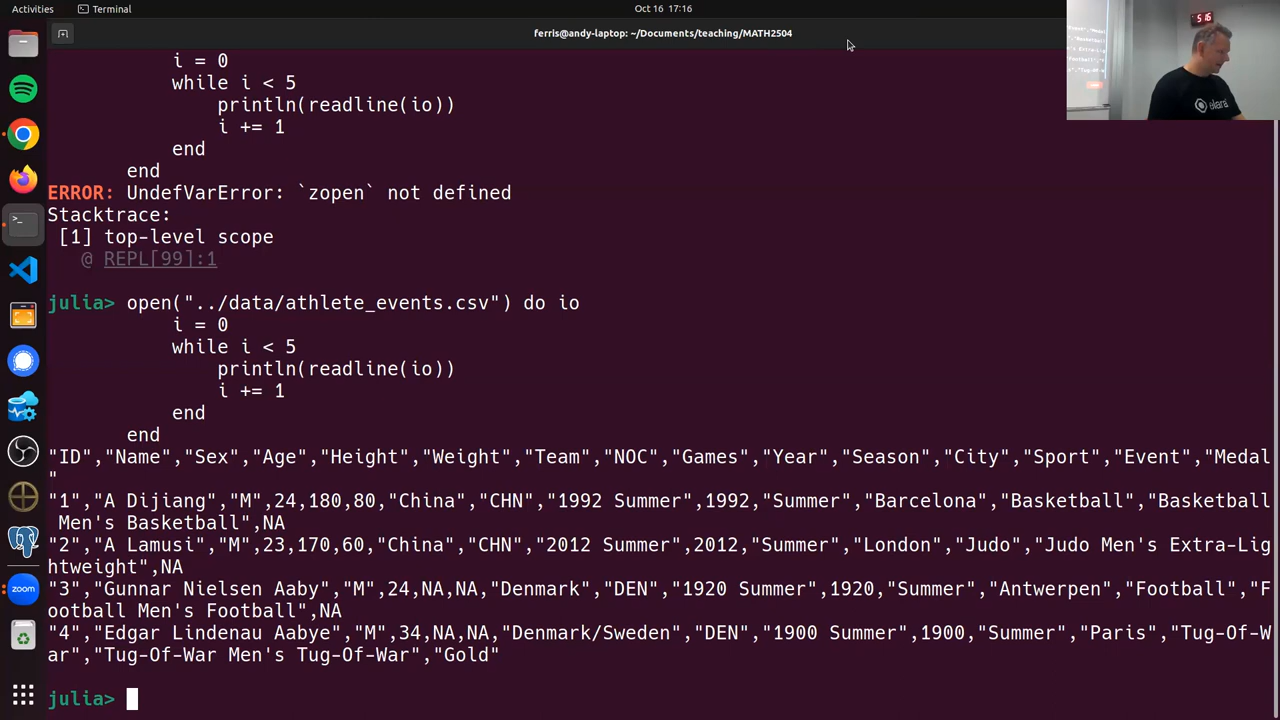 Activities
Terminal
Oct 16 17:16
ferris@andy-laptop: ~/Documents/teaching/MATH2504
5 16
elara
i = 0
while i < 5
println(readline(io))
i += 1
end
end
ERROR: UndefVarError: `zopen` not defined
Stacktrace:
[1] top-level scope
@ REPL[99]:1
julia> open("../data/athlete_events.csv") do io
i = 0
while i < 5
println(readline(io))
i += 1
end
end
"ID","Name","Sex","Age","Height","Weight","Team","NOC","Games","Year","Season","City","Sport","Event","Medal
"
"1","A Dijiang","M",24,180,80,"China","CHN","1992 Summer",1992,"Summer","Barcelona","Basketball","Basketball
Men's Basketball",NA
"2","A Lamusi","M",23,170,60,"China","CHN","2012 Summer",2012,"Summer","London","Judo","Judo Men's Extra-Lig
htweight",NA
"3","Gunnar Nielsen Aaby","M",24,NA,NA,"Denmark","DEN","1920 Summer",1920,"Summer","Antwerpen","Football","F
ootball Men's Football",NA
"4","Edgar Lindenau Aabye","M",34,NA,NA,"Denmark/Sweden","DEN","1900 Summer",1900,"Summer","Paris","Tug-Of-W
ar","Tug-Of-War Men's Tug-Of-War","Gold"
julia>
zoom